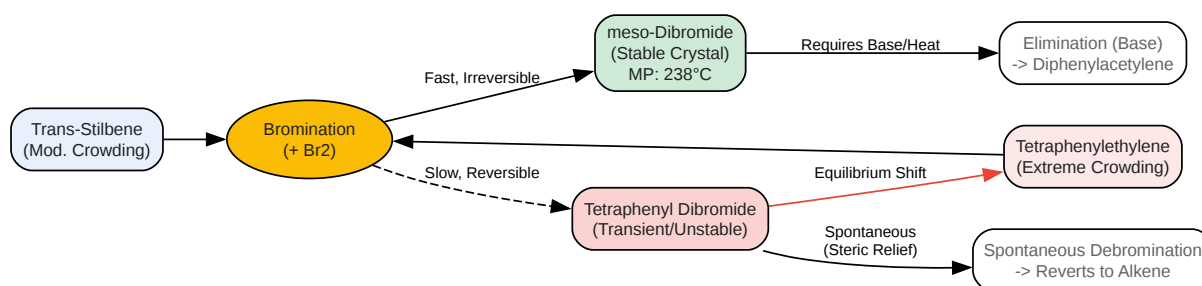 Trans-Stilbene
(Mod. Crowding)
Bromination
(+ Br2)
Fast, Irreversible
Slow, Reversible
meso-Dibromide
(Stable Crystal)
MP: 238°C
Requires Base/Heat
Elimination (Base)
-> Diphenylacetylene
Tetraphenyl Dibromide
(Transient/Unstable)
Equilibrium Shift
Tetraphenylethylene
(Extreme Crowding)
Spontaneous
(Steric Relief)
Spontaneous Debromination
-> Reverts to Alkene